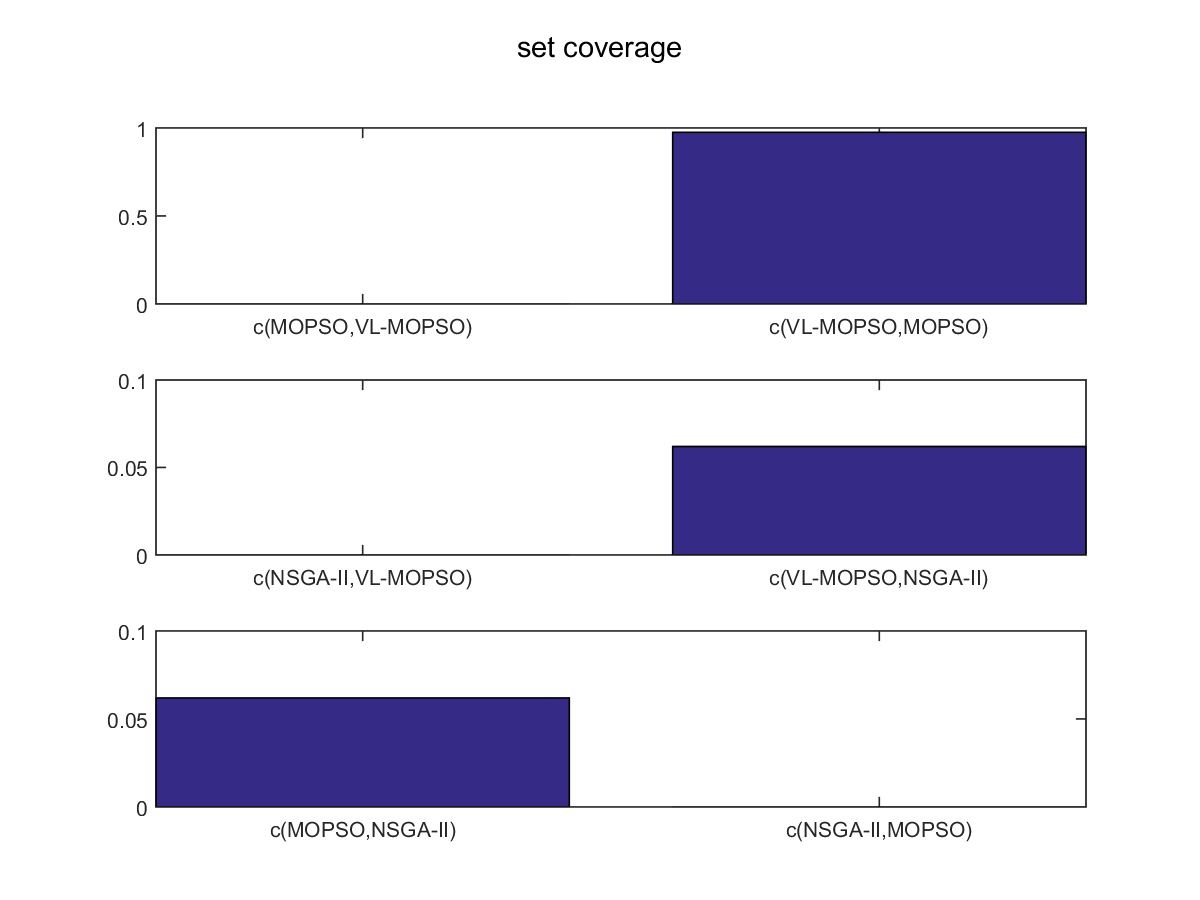 set coverage
1
0.5
0
c(MOPSO,VL-MOPSO) c(VL-MOPSO,MOPSO)
0.1
0.05
0
c(NSGA-II,VL-MOPSO) c(VL-MOPSO,NSGA-II)
0.1
0.05
0
c(MOPSO,NSGA-II) c(NSGA-II,MOPSO)